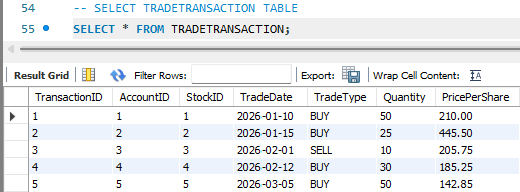 54 -- SELECT TRADETRANSACTION TABLE
55 SELECT * FROM TRADETRANSACTION;
Result Grid Filter Rows: Export: Wrap Cell Content:
TransactionID AccountID StockID TradeDate TradeType Quantity PricePerShare
1 1 1 2026-01-10 BUY 50 210.00
2 2 2 2026-01-15 BUY 25 445.50
3 3 3 2026-02-01 SELL 10 205.75
4 4 4 2026-02-12 BUY 30 185.25
5 5 5 2026-03-05 BUY 50 142.85